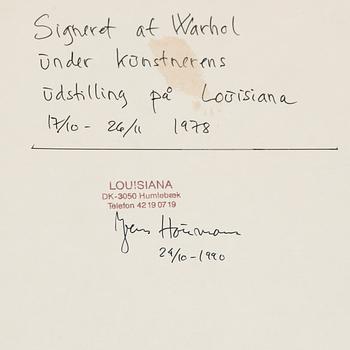 Signeret af Warhol
under kunstnerens
udstilling på Louisiana
17/10 - 26/11 1978
LOUISIANA
DK-3050 Humlebæk
Telefon 42 19 07 19
Jens
24/10-1990